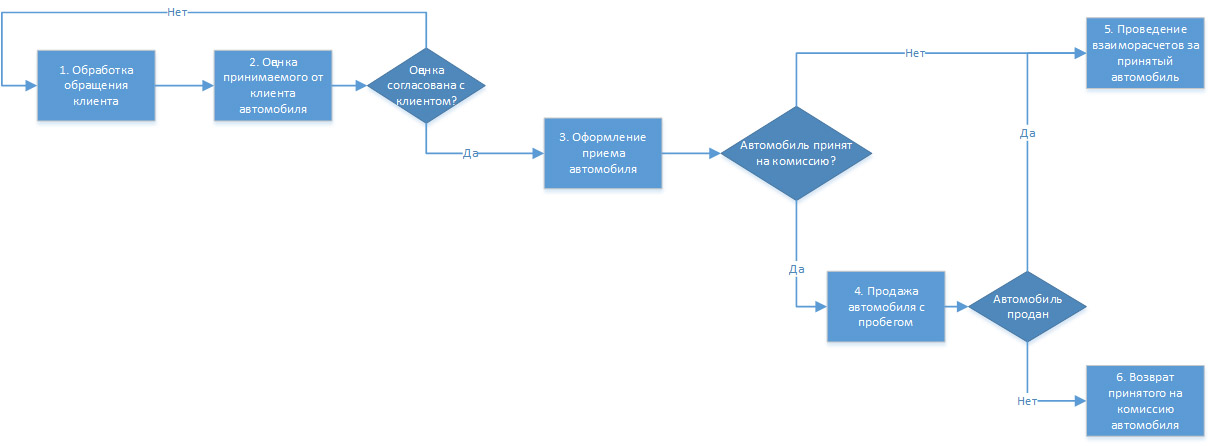 Нет
1. Обработка
обращения
клиента
2. Оценка
принимаемого от
клиента
автомобиля
Оценка
согласована с
клиентом?
Да
3. Оформление
приема
автомобиля
Автомобиль принят
на комиссию?
Нет
5. Проведение
взаиморасчетов за
принятый
автомобиль
Да
Да
4. Продажа
автомобиля с
пробегом
Автомобиль
продан
Нет
6. Возврат
принятого на
комиссию
автомобиля